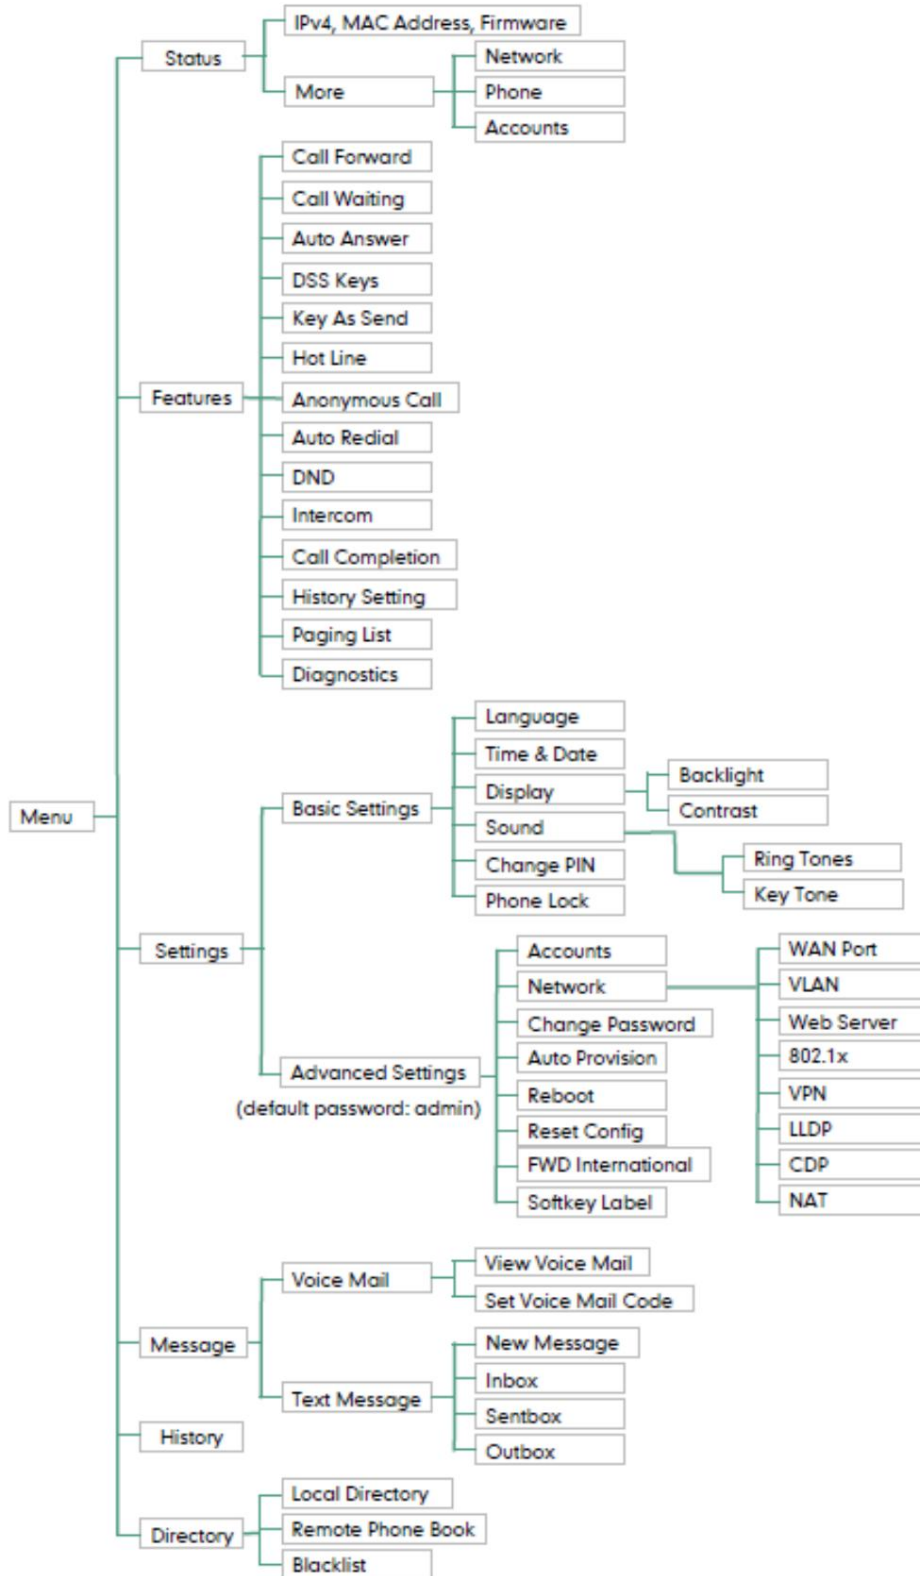 IPv4, MAC Address, Firmware
Status
Network
More
Phone
Accounts
Call Forward
Call Waiting
Auto Answer
DSS Keys
Key As Send
Hot Line
Features
Anonymous Call
Auto Redial
DND
Intercom
Call Completion
History Setting
Paging List
Diagnostics
Language
Time & Date
Display
Backlight
Contrast
Menu
Basic Settings
Sound
Change PIN
Phone Lock
Ring Tones
Key Tone
Settings
Accounts
Network
Change Password
Auto Provision
Advanced Settings
(default password: admin)
Reboot
Reset Config
FWD International
Softkey Label
WAN Port
VLAN
Web Server
802.1x
VPN
LLDP
CDP
NAT
Voice Mail
View Voice Mail
Set Voice Mail Code
Message
Text Message
New Message
Inbox
Sentbox
Outbox
History
Directory
Local Directory
Remote Phone Book
Blacklist